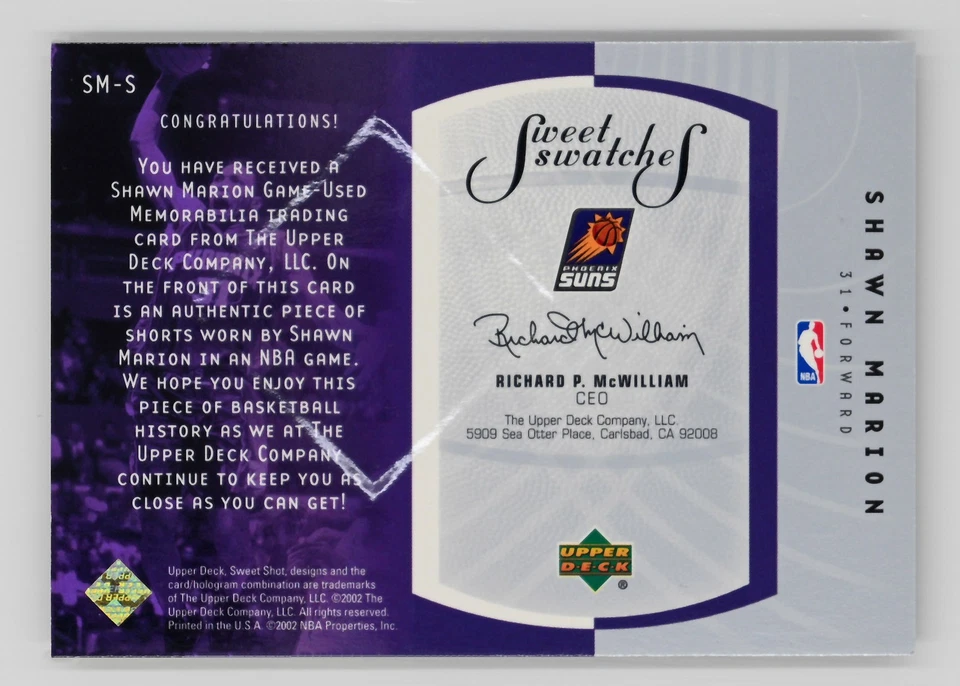 SM-S
CONGRATULATIONS!
YOU HAVE RECEIVED A
SHAWN MARION GAME-USED
MEMORABILIA TRADING
CARD FROM THE UPPER
DECK COMPANY, LLC. ON
THE FRONT OF THIS CARD
IS AN AUTHENTIC PIECE OF
SHORTS WORN BY SHAWN
MARION IN AN NBA GAME.
WE HOPE YOU ENJOY THIS
PIECE OF BASKETBALL
HISTORY AS WE AT THE
UPPER DECK COMPANY
CONTINUE TO KEEP YOU AS
CLOSE AS YOU CAN GET!
Upper Deck, Sweet Shot, designs and the
card/hologram combination are trademarks
of The Upper Deck Company, LLC. ©2002 The
Upper Deck Company, LLC. All rights reserved.
Printed in the U.S.A. ©2002 NBA Properties, Inc.
Sweet
swatcheS
PHOENIX
SUNS
Richard McWilliam
RICHARD P. McWILLIAM
CEO
The Upper Deck Company, LLC
5909 Sea Otter Place, Carlsbad, CA 92008
UPPER
D·E·C·K
®
NBA
31•FORWARD
SHAWN MARION